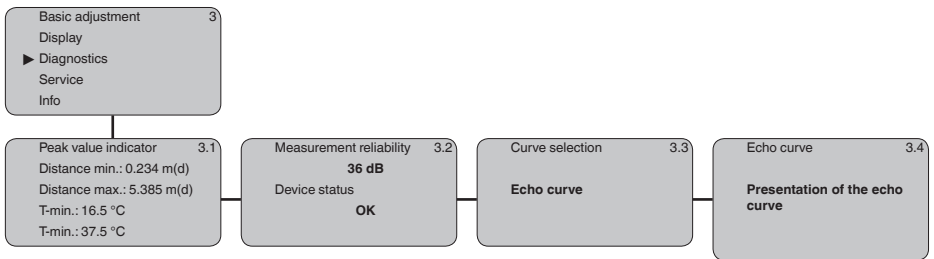 Basic adjustment 3
Display
▶ Diagnostics
Service
Info
Peak value indicator 3.1
Distance min.: 0.234 m(d)
Distance max.: 5.385 m(d)
T-min.: 16.5 °C
T-min.: 37.5 °C
Measurement reliability 3.2
36 dB
Device status
OK
Curve selection 3.3
Echo curve
Echo curve 3.4
Presentation of the echo
curve